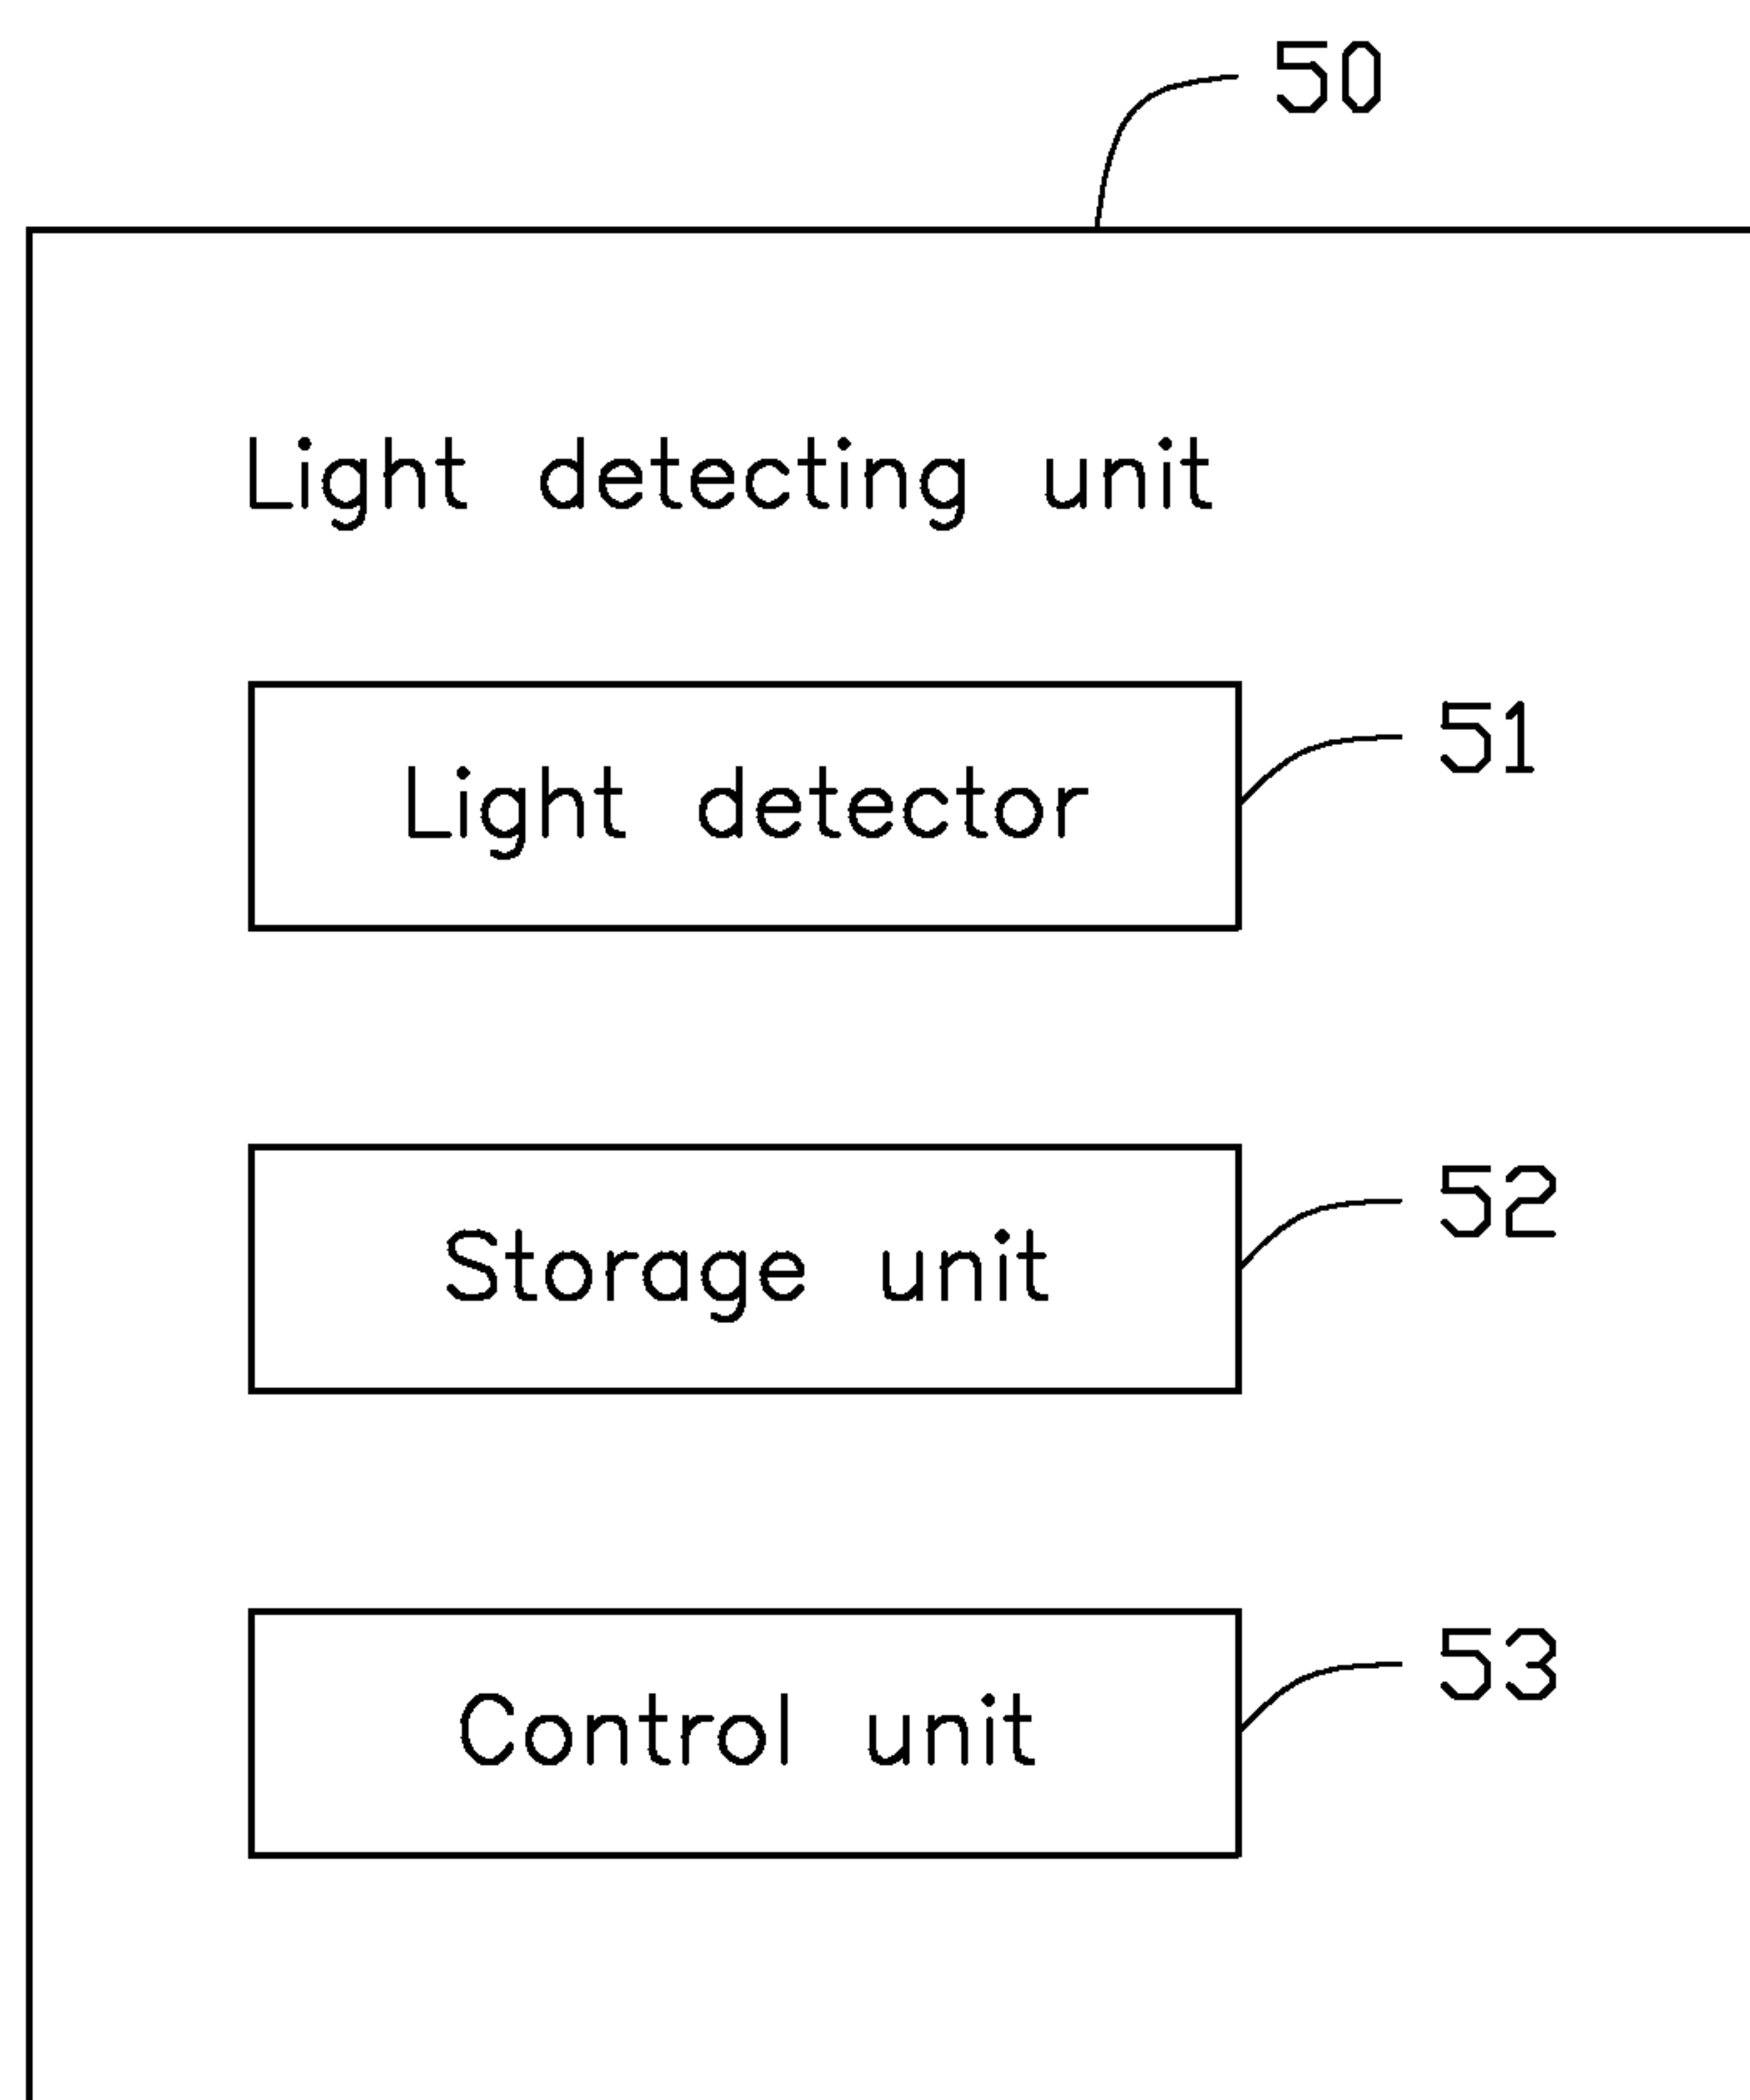 50
Light detecting unit
51
Light detector
52
Storage unit
53
Control unit